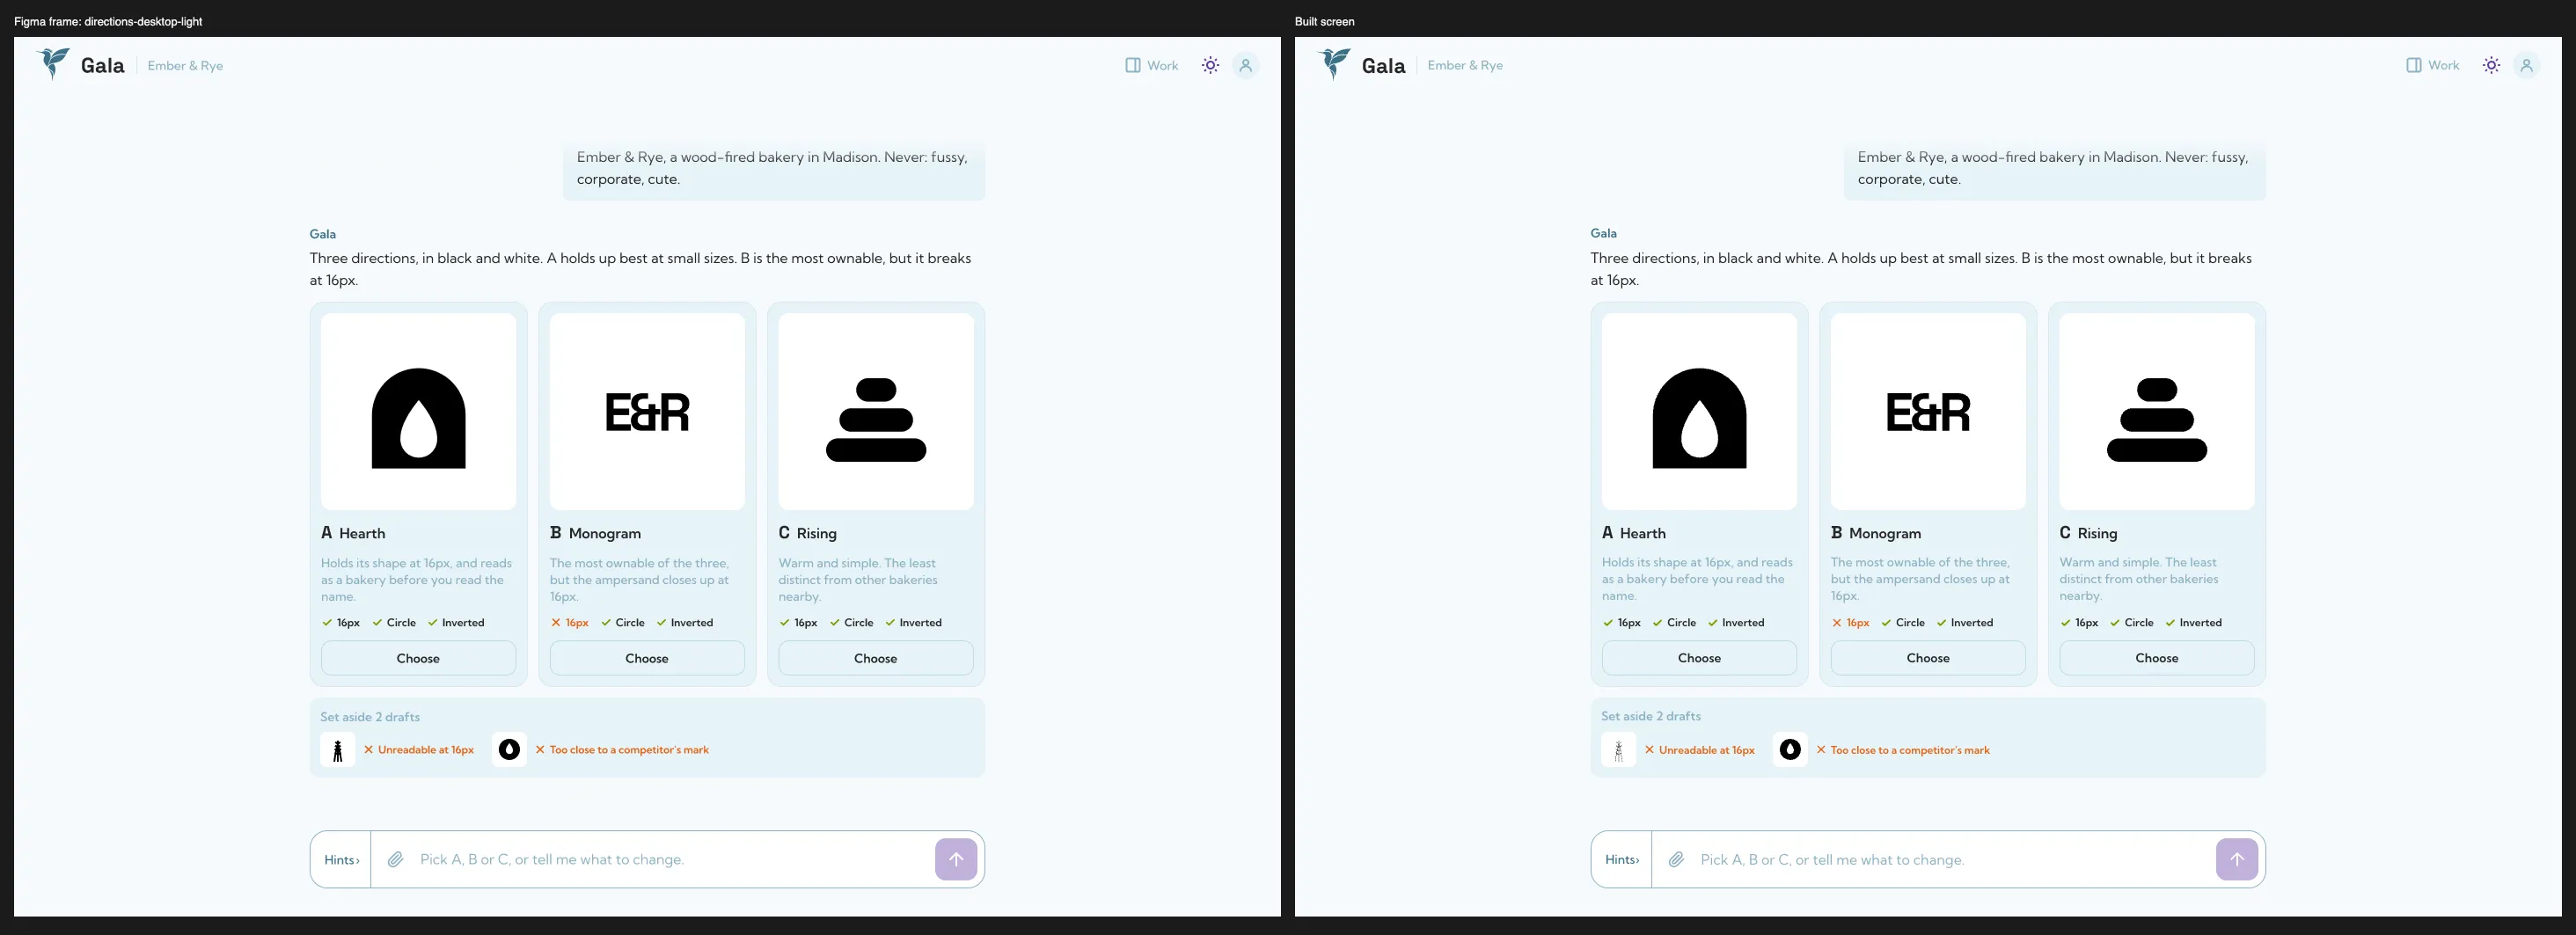 Figma frame: directions-desktop-light
Gala
Ember & Rye
Work
Ember & Rye, a wood-fired bakery in Madison. Never: fussy,
corporate, cute.
Gala
Three directions, in black and white. A holds up best at small sizes. B is the most ownable, but it breaks
at 16px.
E&R
A Hearth
Holds its shape at 16px, and reads
as a bakery before you read the
name.
16px Circle Inverted
Choose
B Monogram
The most ownable of the three,
but the ampersand closes up at
16px.
16px Circle Inverted
Choose
C Rising
Warm and simple. The least
distinct from other bakeries
nearby.
16px Circle Inverted
Choose
Set aside 2 drafts
Unreadable at 16px
Too close to a competitor's mark
Hints ›
Pick A, B or C, or tell me what to change.
Built screen
Gala
Ember & Rye
Work
Ember & Rye, a wood-fired bakery in Madison. Never: fussy,
corporate, cute.
Gala
Three directions, in black and white. A holds up best at small sizes. B is the most ownable, but it breaks
at 16px.
E&R
A Hearth
Holds its shape at 16px, and reads
as a bakery before you read the
name.
16px Circle Inverted
Choose
B Monogram
The most ownable of the three,
but the ampersand closes up at
16px.
16px Circle Inverted
Choose
C Rising
Warm and simple. The least
distinct from other bakeries
nearby.
16px Circle Inverted
Choose
Set aside 2 drafts
Unreadable at 16px
Too close to a competitor's mark
Hints ›
Pick A, B or C, or tell me what to change.